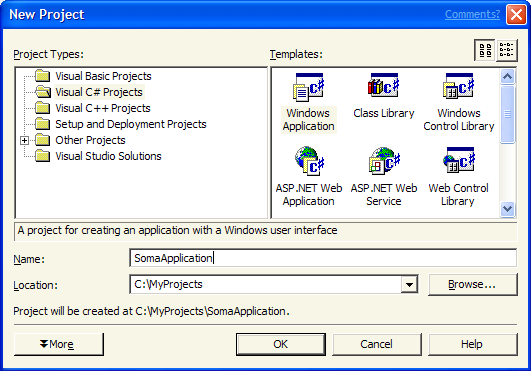 New Project
Comments?
Project Types:
Templates:
Visual Basic Projects
Visual C# Projects
Visual C++ Projects
Setup and Deployment Projects
Other Projects
Visual Studio Solutions
Windows
Application
Class Library
Windows
Control Library
ASP.NET Web
Application
ASP.NET Web
Service
Web Control
Library
A project for creating an application with a Windows user interface
Name:
SomaApplication
Location:
C:\MyProjects
Browse...
Project will be created at C:\MyProjects\SomaApplication.
More
OK
Cancel
Help